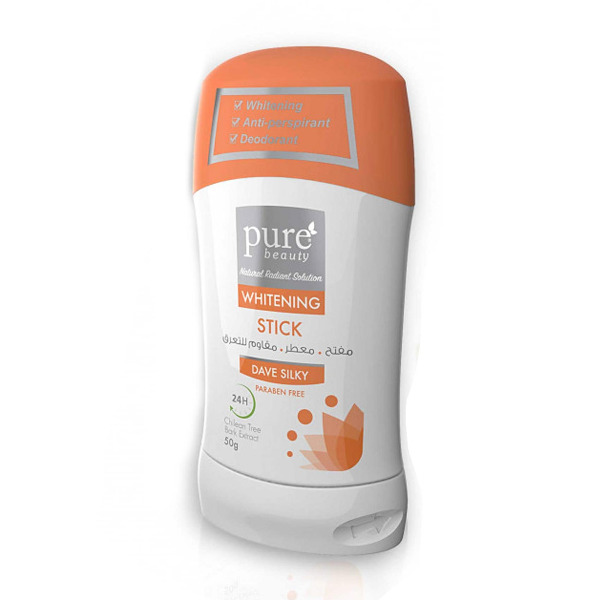 Whitening
Anti-perspirant
Deodorant
pure
beauty
Natural Radiant Solution
WHITENING
STICK
مفتح . معطر . مقاوم للتعرق
DAVE SILKY
PARABEN FREE
24H
Chilean Tree
Bark Extract
50g